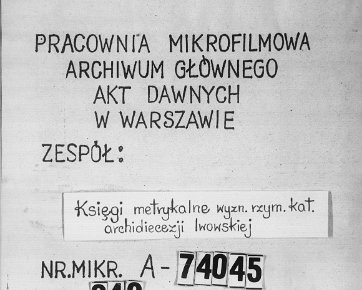 PRACOWNIA MIKROFILMOWA
ARCHIWUM GŁÓWNEGO
AKT DAWNYCH
W WARSZAWIE
ZESPÓŁ:
Księgi metrykalne wyzn. rzym. kat.
archidiecezji lwowskiej
NR. MIKR. A-74045